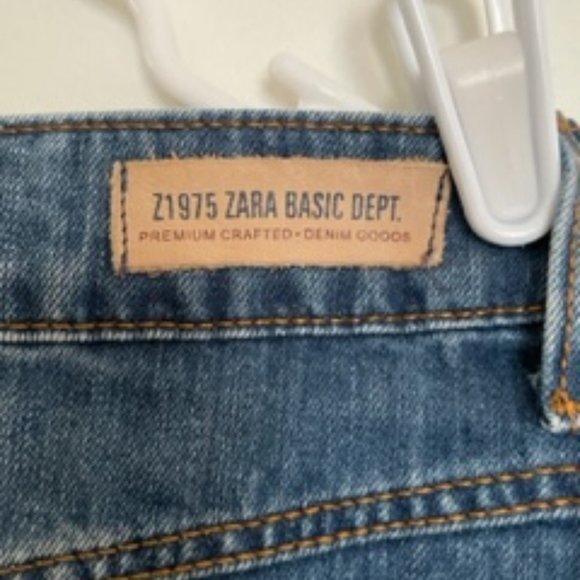 Z1975 ZARA BASIC DEPT.
PREMIUM CRAFTED • DENIM GOODS